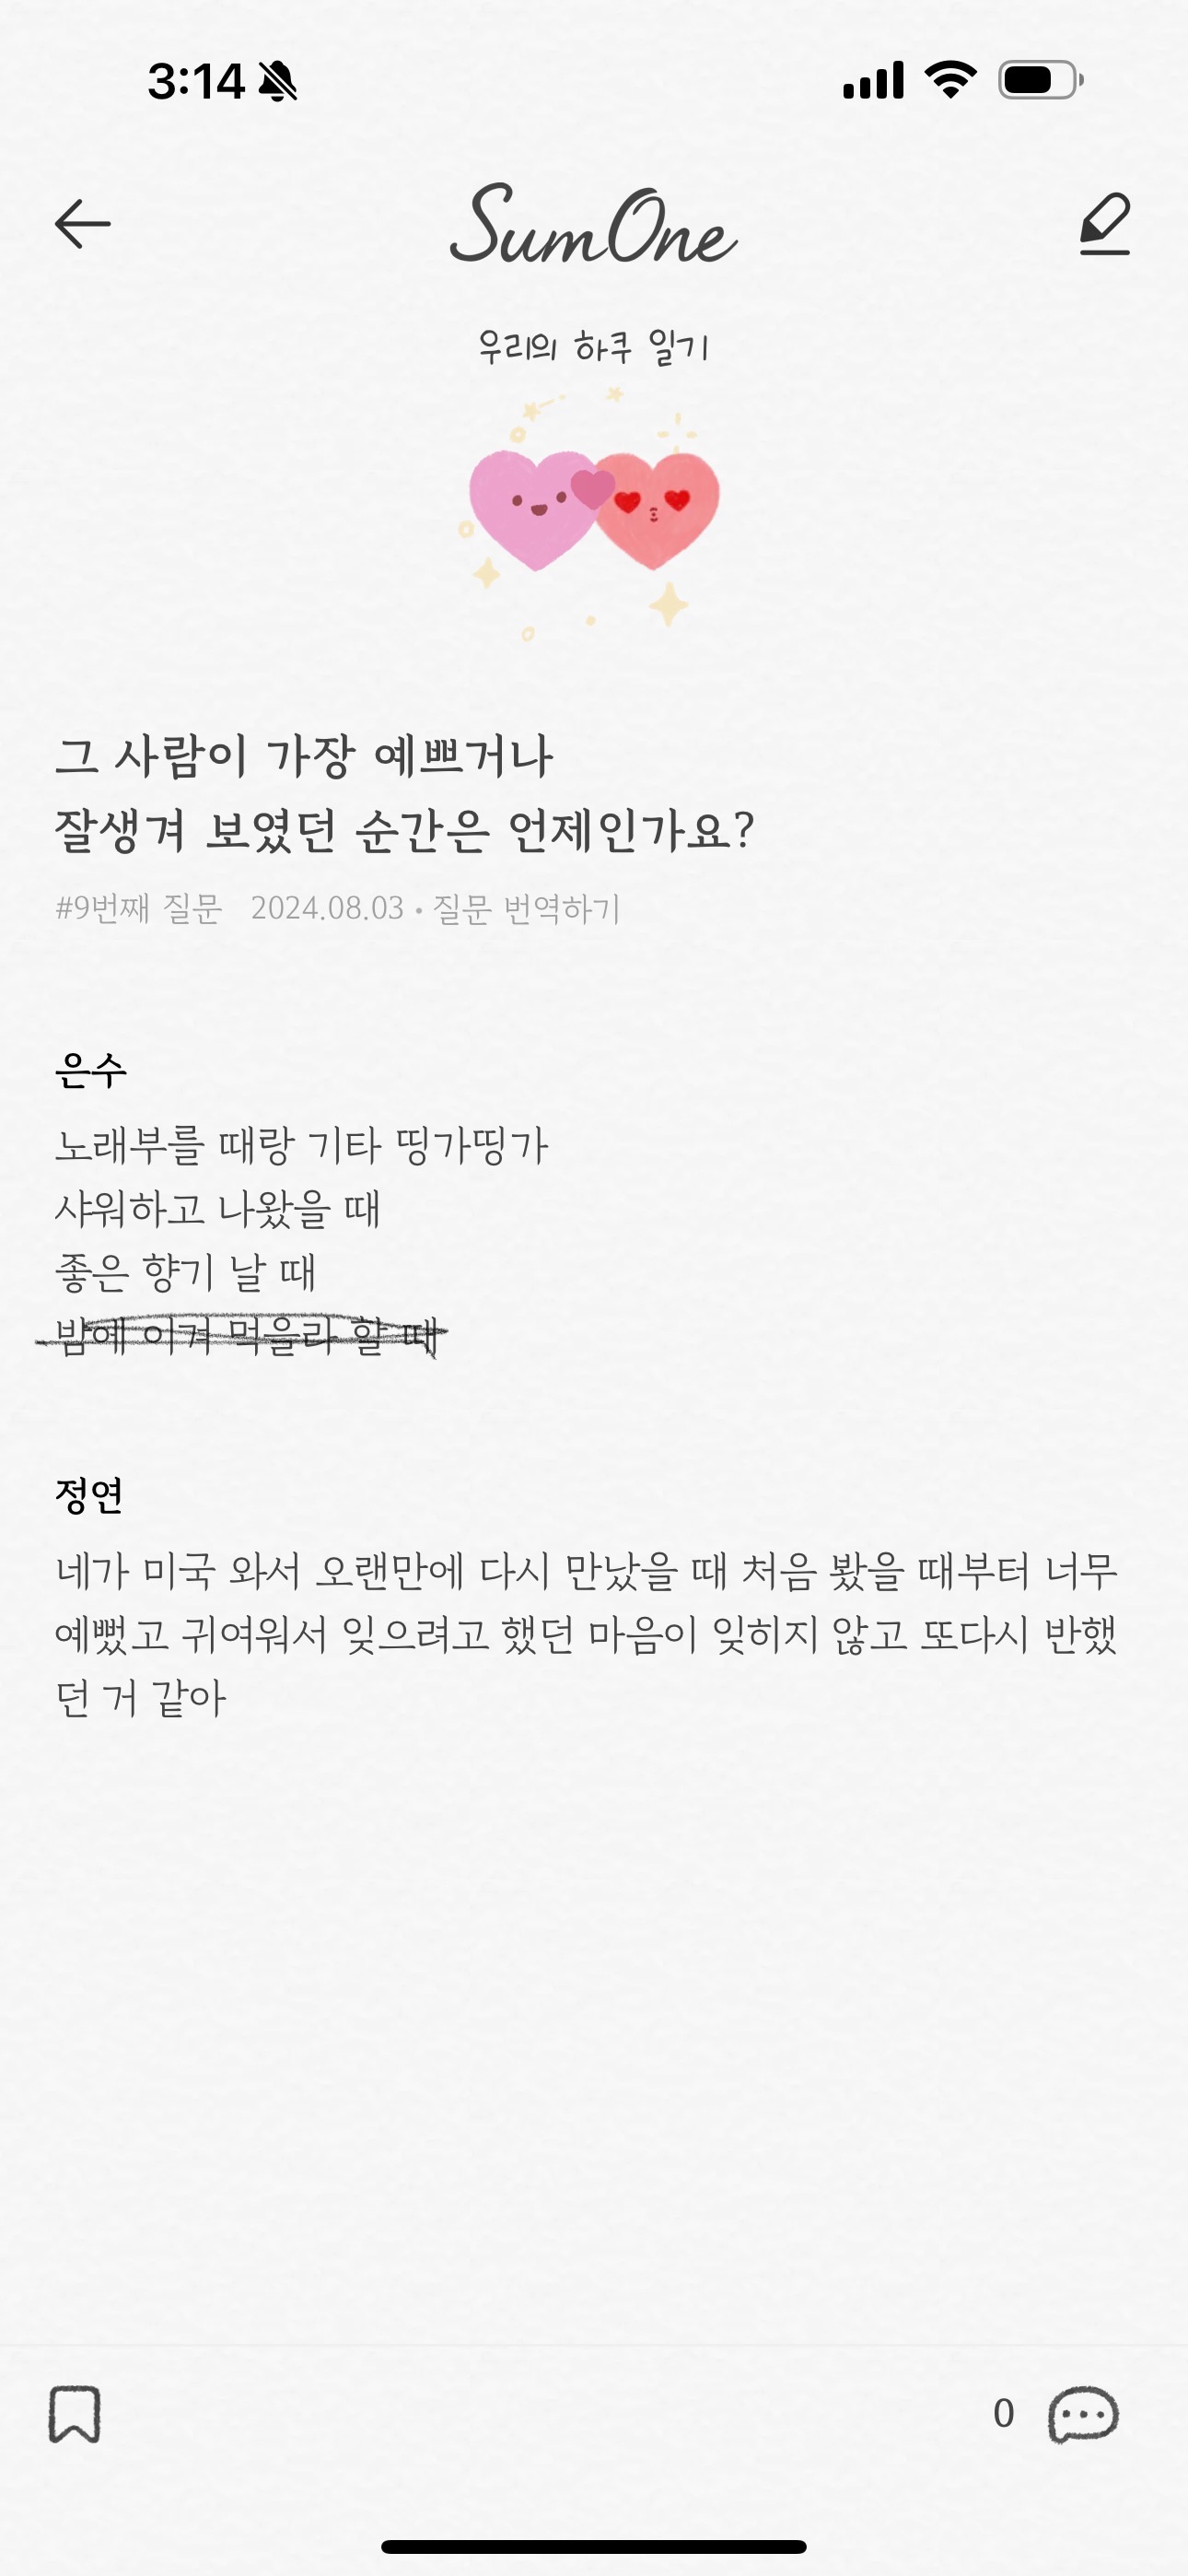 3:14
SumOne
우리의 하쿠 일기
그 사람이 가장 예쁘거나
잘생겨 보였던 순간은 언제인가요?
#9번째 질문 2024.08.03 • 질문 번역하기
은수
노래부를 때랑 기타 띵가띵가
샤워하고 나왔을 때
좋은 향기 날 때
밤에 이겨 먹을라 할 때
정연
네가 미국 와서 오랜만에 다시 만났을 때 처음 봤을 때부터 너무
예뻤고 귀여워서 잊으려고 했던 마음이 잊히지 않고 또다시 반했
던 거 같아
0